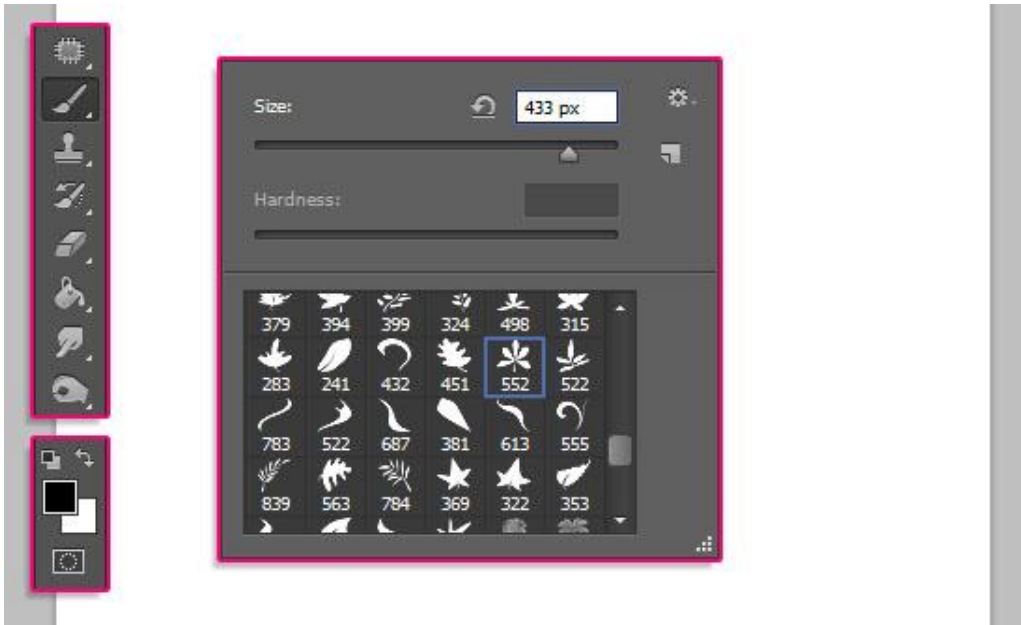 Size:
433 px
Hardness:
379 394 399 324 498 315
283 241 432 451 552 522
783 522 687 381 613 555
839 563 784 369 322 353